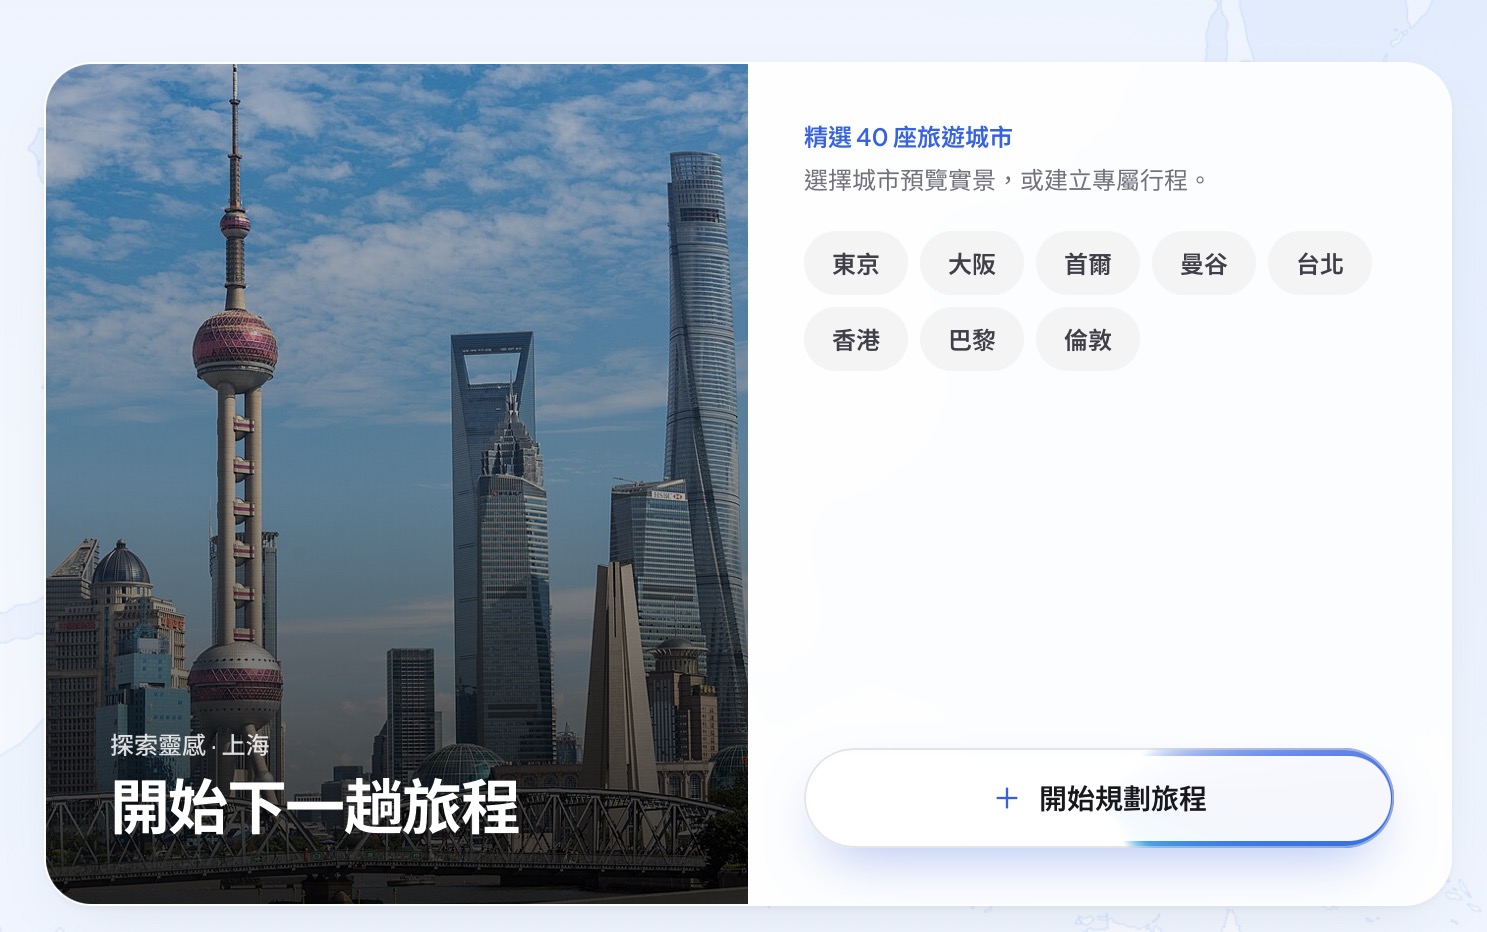 探索靈感 · 上海
開始下一趟旅程
精選 40 座旅遊城市
選擇城市預覽實景，或建立專屬行程。
東京
大阪
首爾
曼谷
台北
香港
巴黎
倫敦
開始規劃旅程
HSBC